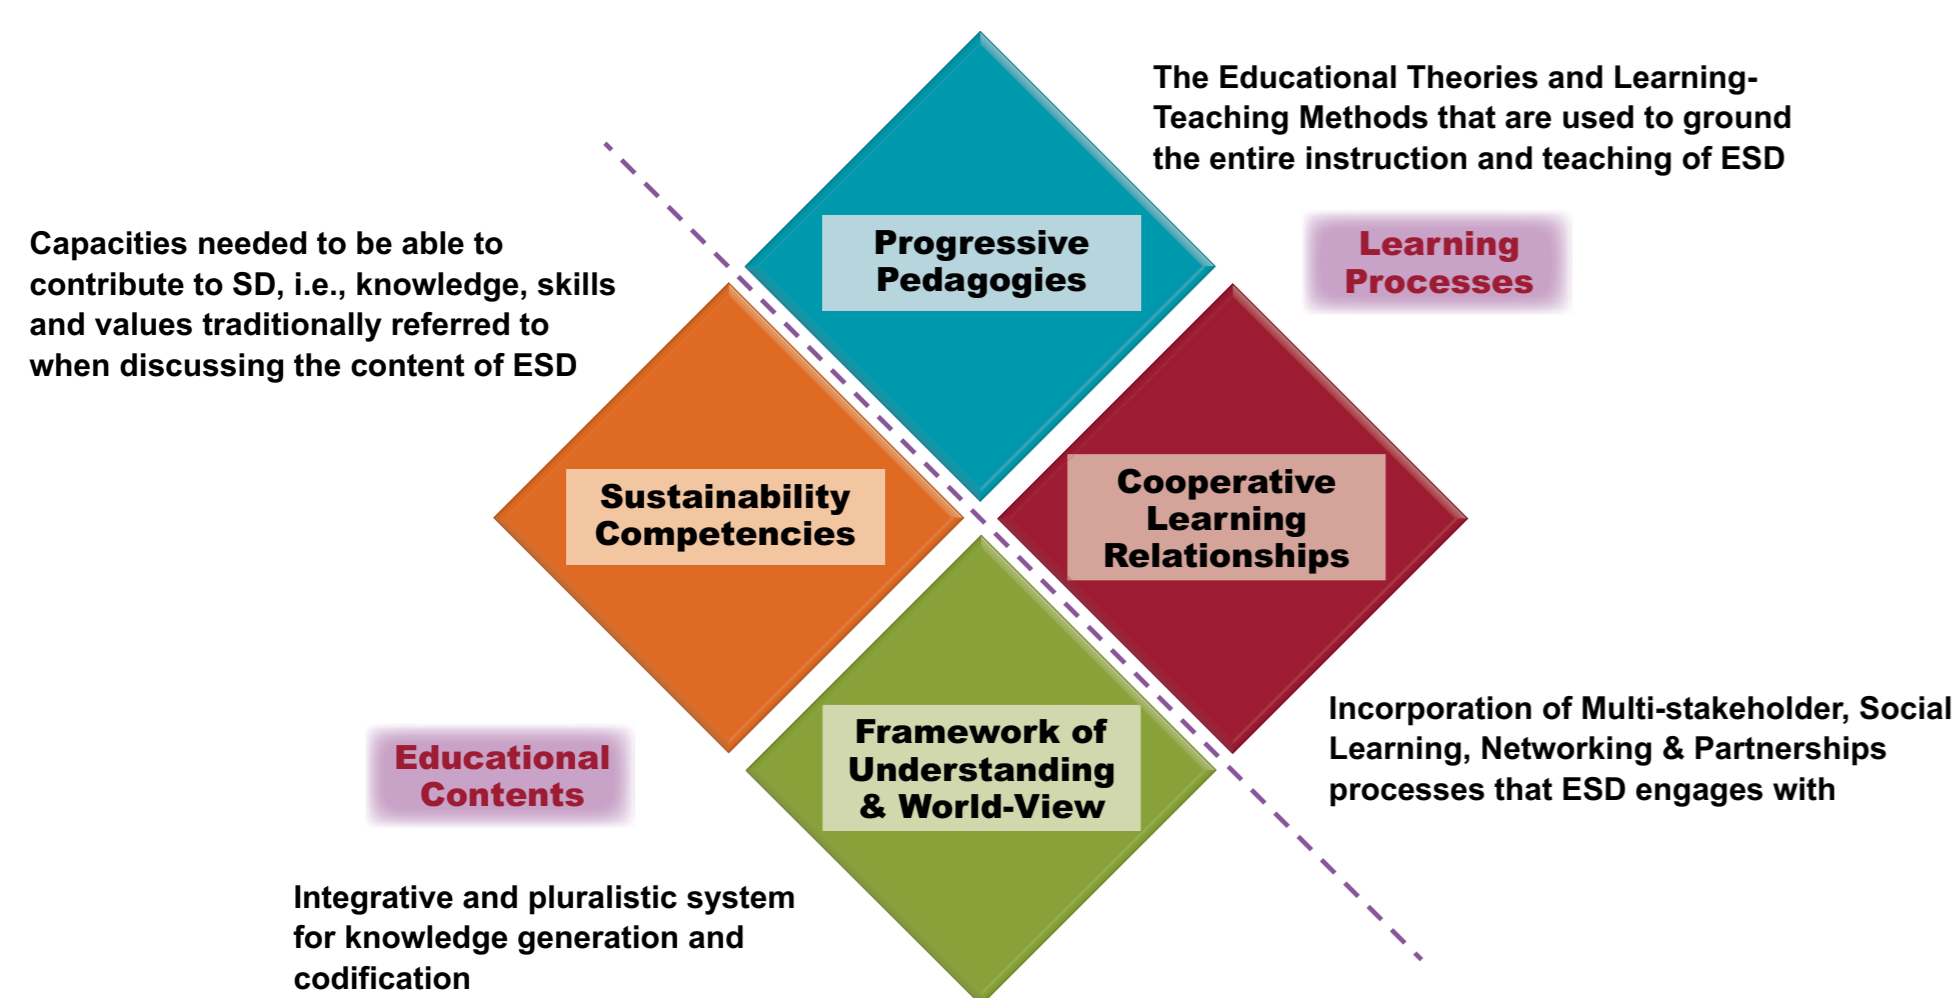 The Educational Theories and Learning-
Teaching Methods that are used to ground
the entire instruction and teaching of ESD
Progressive
Pedagogies
Learning
Processes
Capacities needed to be able to
contribute to SD, i.e., knowledge, skills
and values traditionally referred to
when discussing the content of ESD
Sustainability
Competencies
Cooperative
Learning
Relationships
Framework of
Understanding
& World-View
Educational
Contents
Incorporation of Multi-stakeholder, Social
Learning, Networking & Partnerships
processes that ESD engages with
Integrative and pluralistic system
for knowledge generation and
codification